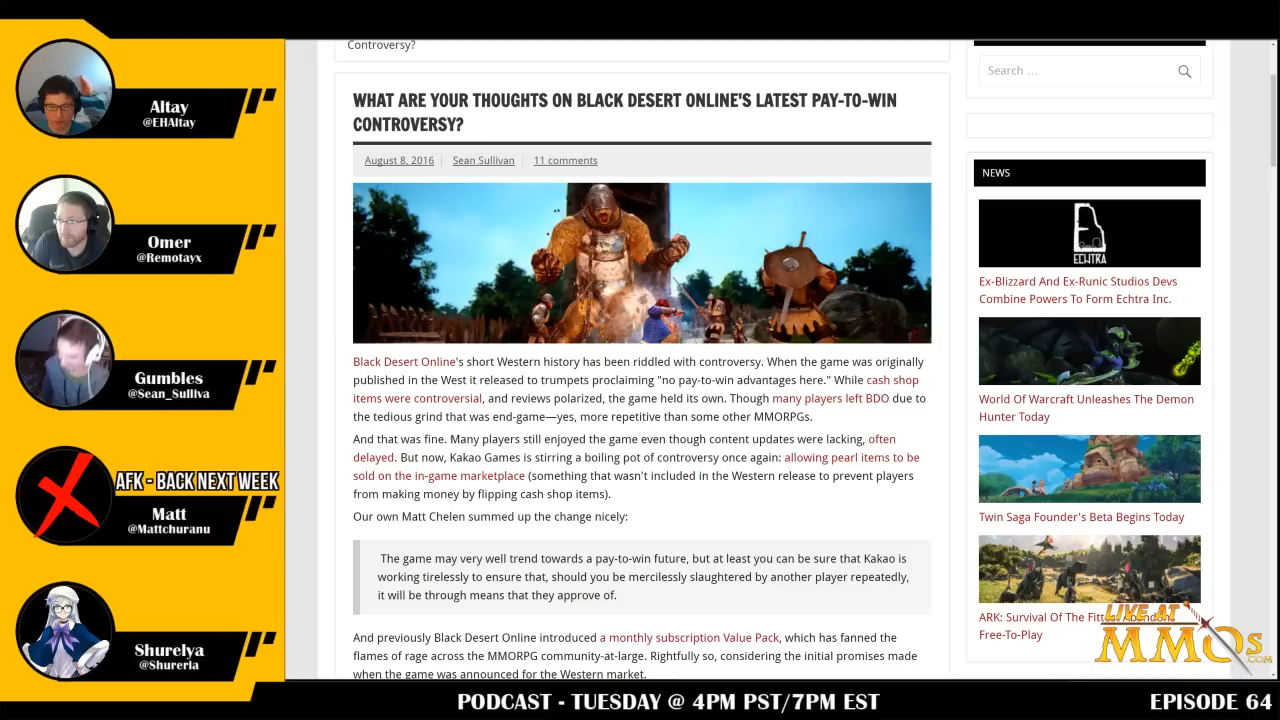 Altay
@EHAltay
Omer
@Remotayx
Gumbles
@Sean_Sulliva
AFK - BACK NEXT WEEK
Matt
@Mattchuranu
Shurelya
@Shureria
Controversy?
WHAT ARE YOUR THOUGHTS ON BLACK DESERT ONLINE'S LATEST PAY-TO-WIN
CONTROVERSY?
August 8, 2016 | Sean Sullivan | 11 comments
Black Desert Online's short Western history has been riddled with controversy. When the game was originally
published in the West it released to trumpets proclaiming "no pay-to-win advantages here." While cash shop
items were controversial, and reviews polarized, the game held its own. Though many players left BDO due to
the tedious grind that was end-game—yes, more repetitive than some other MMORPGs.
And that was fine. Many players still enjoyed the game even though content updates were lacking, often
delayed. But now, Kakao Games is stirring a boiling pot of controversy once again: allowing pearl items to be
sold on the in-game marketplace (something that wasn't included in the Western release to prevent players
from making money by flipping cash shop items).
Our own Matt Chelen summed up the change nicely:
The game may very well trend towards a pay-to-win future, but at least you can be sure that Kakao is
working tirelessly to ensure that, should you be mercilessly slaughtered by another player repeatedly,
it will be through means that they approve of.
And previously Black Desert Online introduced a monthly subscription Value Pack, which has fanned the
flames of rage across the MMORPG community-at-large. Rightfully so, considering the initial promises made
when the game was announced for the Western market.
Search …
NEWS
ECHTRA
Ex-Blizzard And Ex-Runic Studios Devs
Combine Powers To Form Echtra Inc.
World Of Warcraft Unleashes The Demon
Hunter Today
Twin Saga Founder's Beta Begins Today
ARK: Survival Of The Fittest Abandons
Free-To-Play
LIVE AT
MMOs
.COM
PODCAST - TUESDAY @ 4PM PST/7PM EST
EPISODE 64